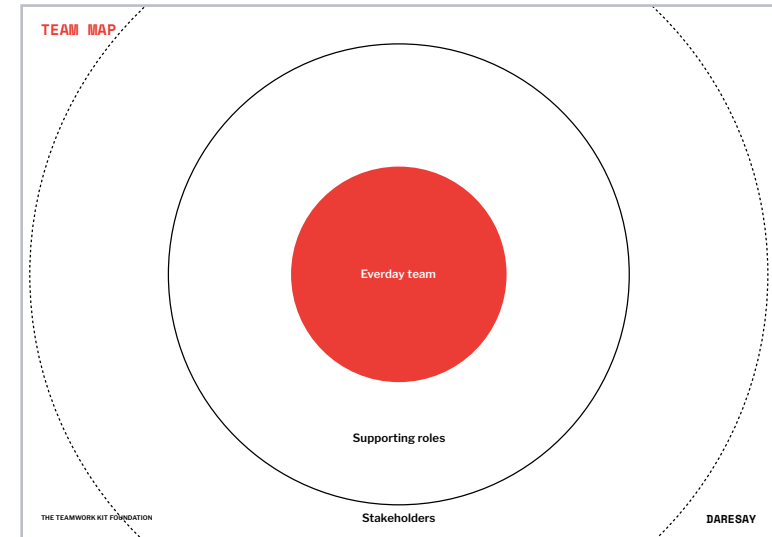 TEAM MAP
Everday team
Supporting roles
Stakeholders
THE TEAMWORK KIT FOUNDATION
DARESAY